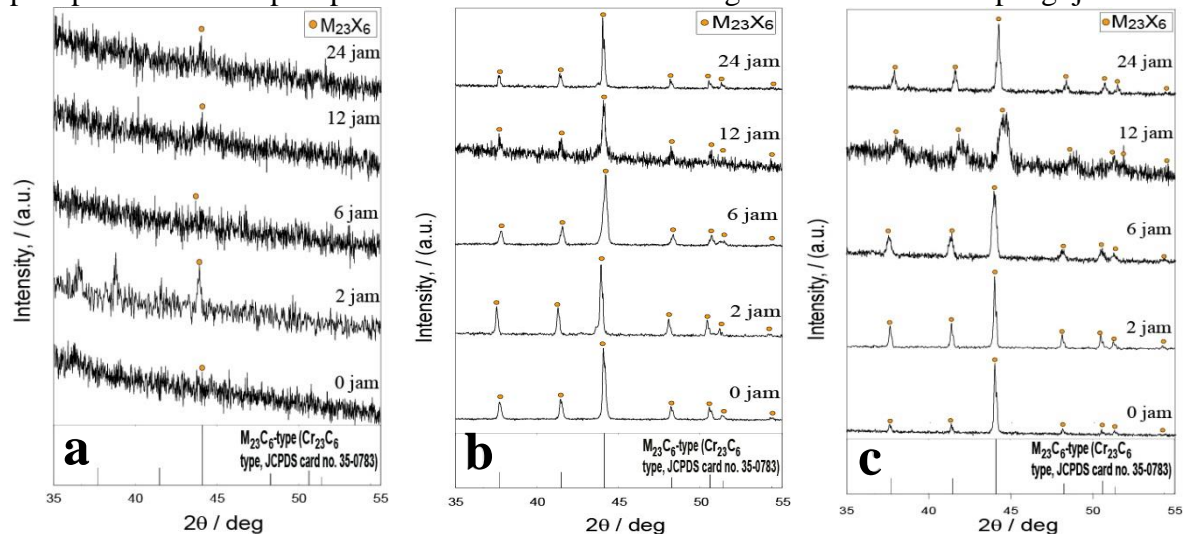 M₂₃X₆
24 jam
12 jam
6 jam
2 jam
0 jam
Intensity, / (a.u.)
a
M₂₃C₆-type (Cr₂₃C₆
type, JCPDS card no. 35-0783)
35 40 45 50 55
2θ / deg
M₂₃X₆
24 jam
12 jam
6 jam
2 jam
0 jam
Intensity, / (a.u.)
b
M₂₃C₆-type (Cr₂₃C₆
type, JCPDS card no. 35-0783)
35 40 45 50 55
2θ / deg
M₂₃X₆
24 jam
12 jam
6 jam
2 jam
0 jam
Intensity, / (a.u.)
c
M₂₃C₆-type (Cr₂₃C₆
type, JCPDS card no. 35-0783)
35 40 45 50 55
2θ / deg